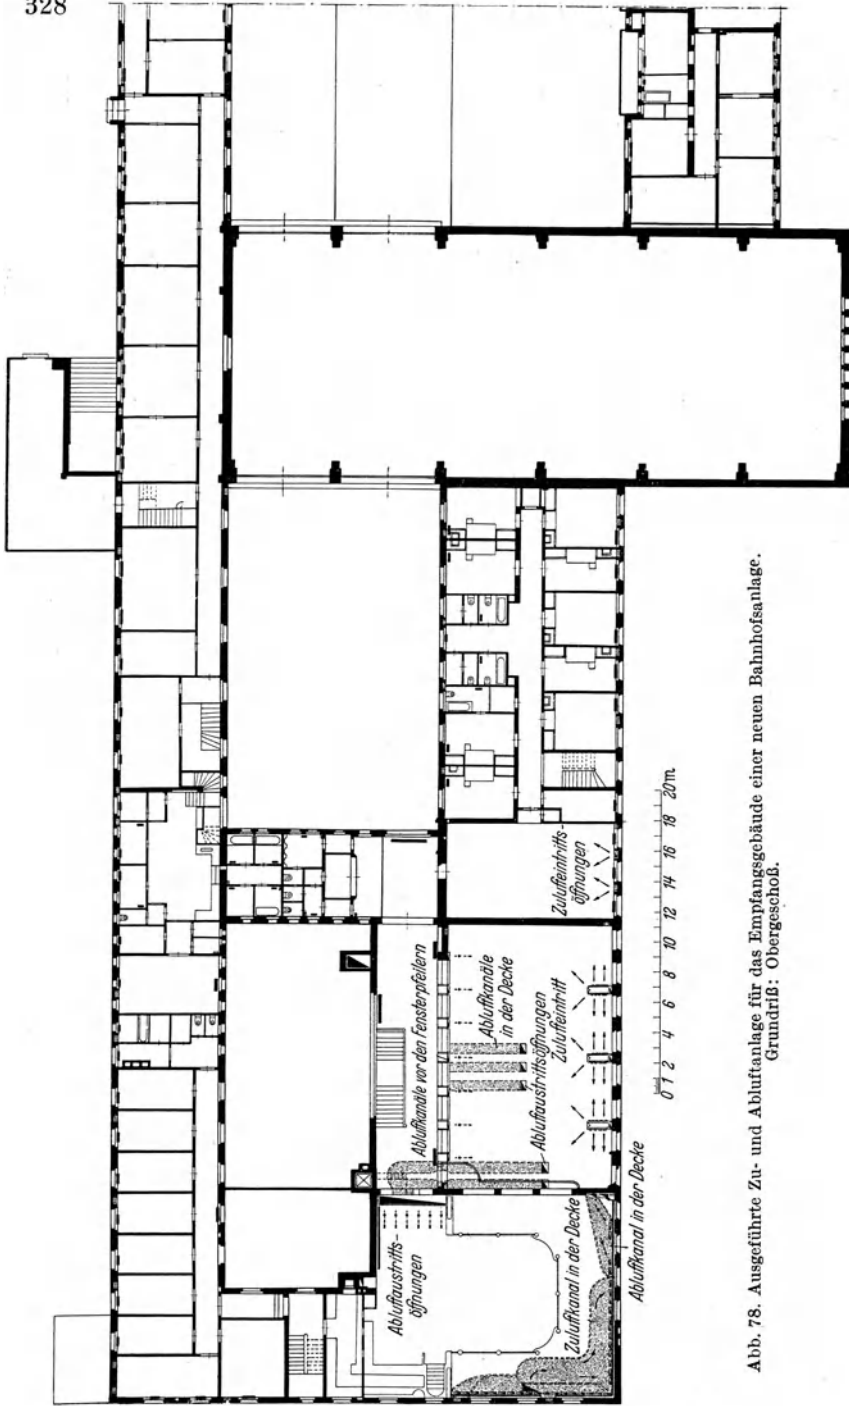 328
Zulufteintritts-
öffnungen
Abluftkanäle vor den Fensterpfeilern
Abluftkanäle
in der Decke
Abluftaustrittsöffnungen
Zulufteintritt
Abluftaustritts-
öffnungen
Zuluftkanal in der Decke
Abluftkanal in der Decke
0 1 2 4 6 8 10 12 14 16 18 20 m.
Abb. 78. Ausgeführte Zu- und Abluftanlage für das Empfangsgebäude einer neuen Bahnhofsanlage.
Grundriß: Obergeschoß.